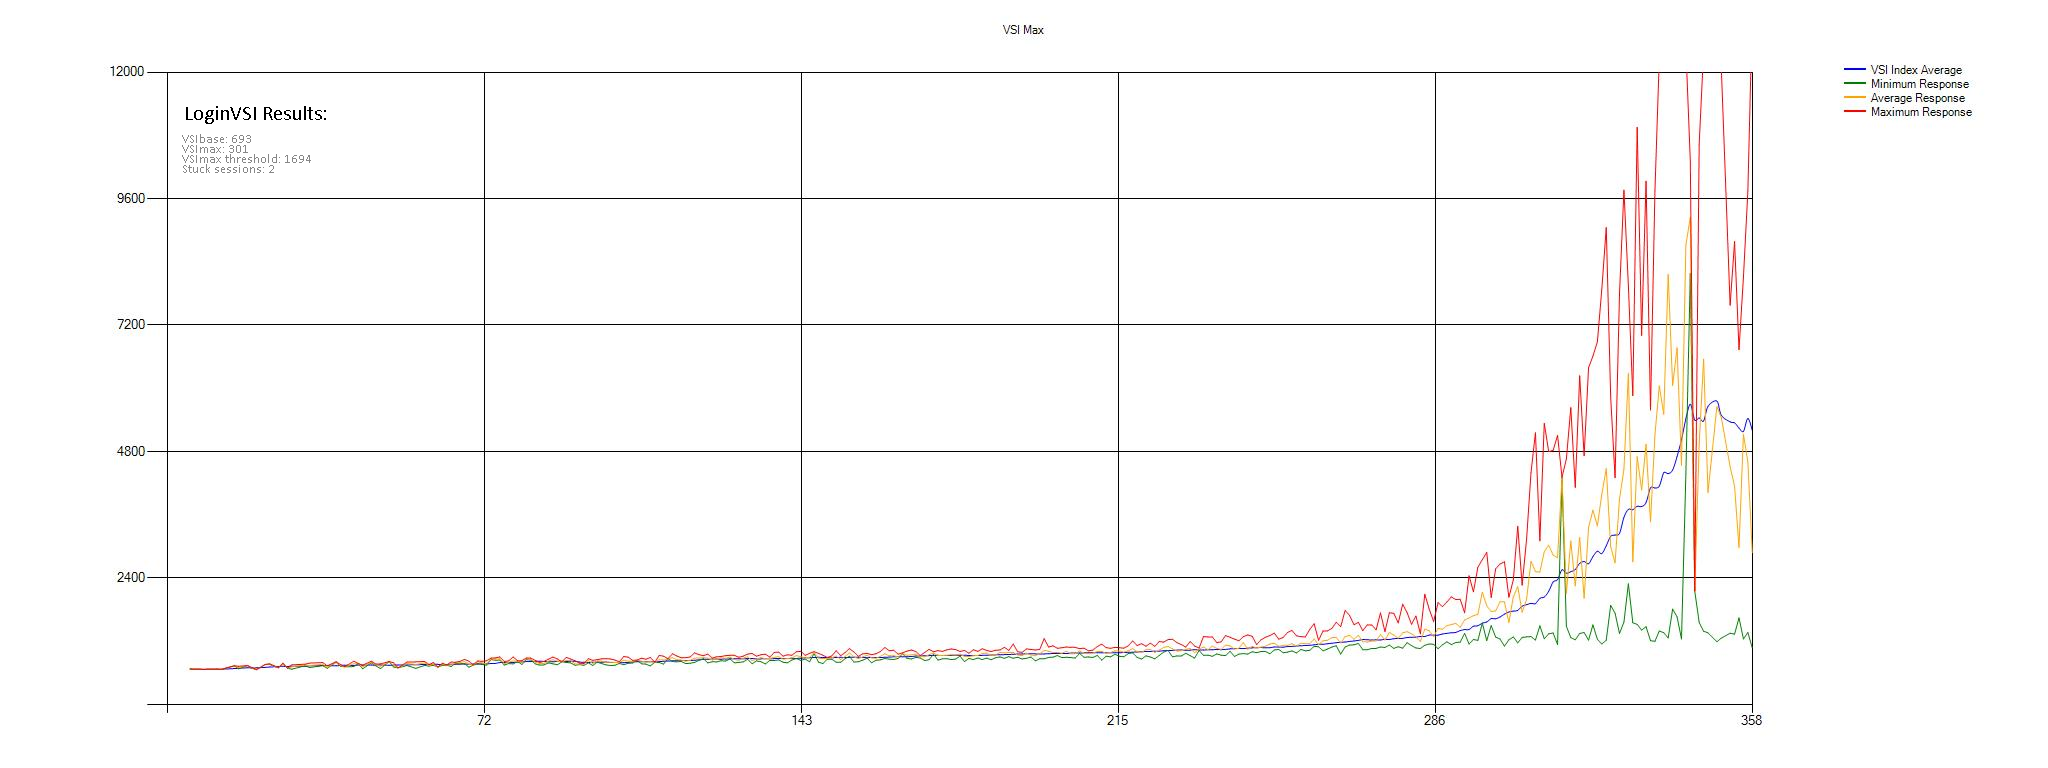 VSI Max
12000
9600
7200
4800
2400
LoginVSI Results:
VSIbase: 693
VSImax: 301
VSImax threshold: 1694
Stuck sessions: 2
72
143
215
286
358
VSI Index Average
Minimum Response
Average Response
Maximum Response